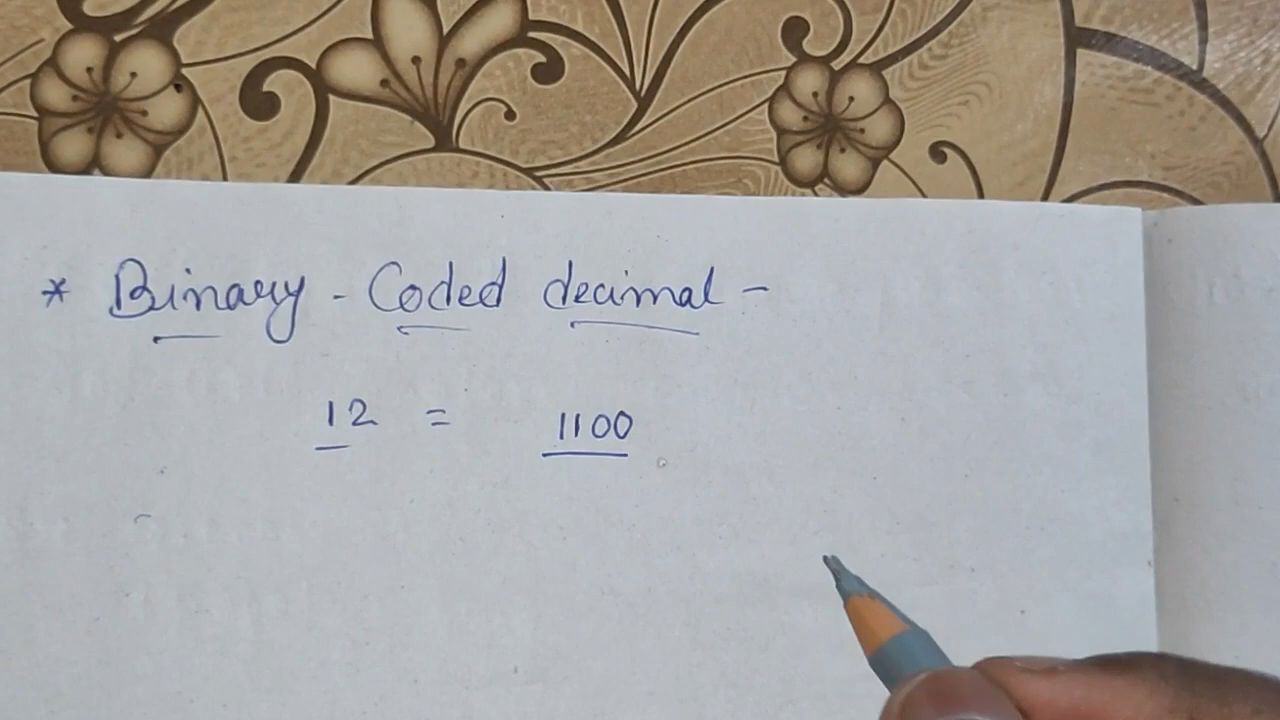 * Binary - Coded decimal -
12 = 1100